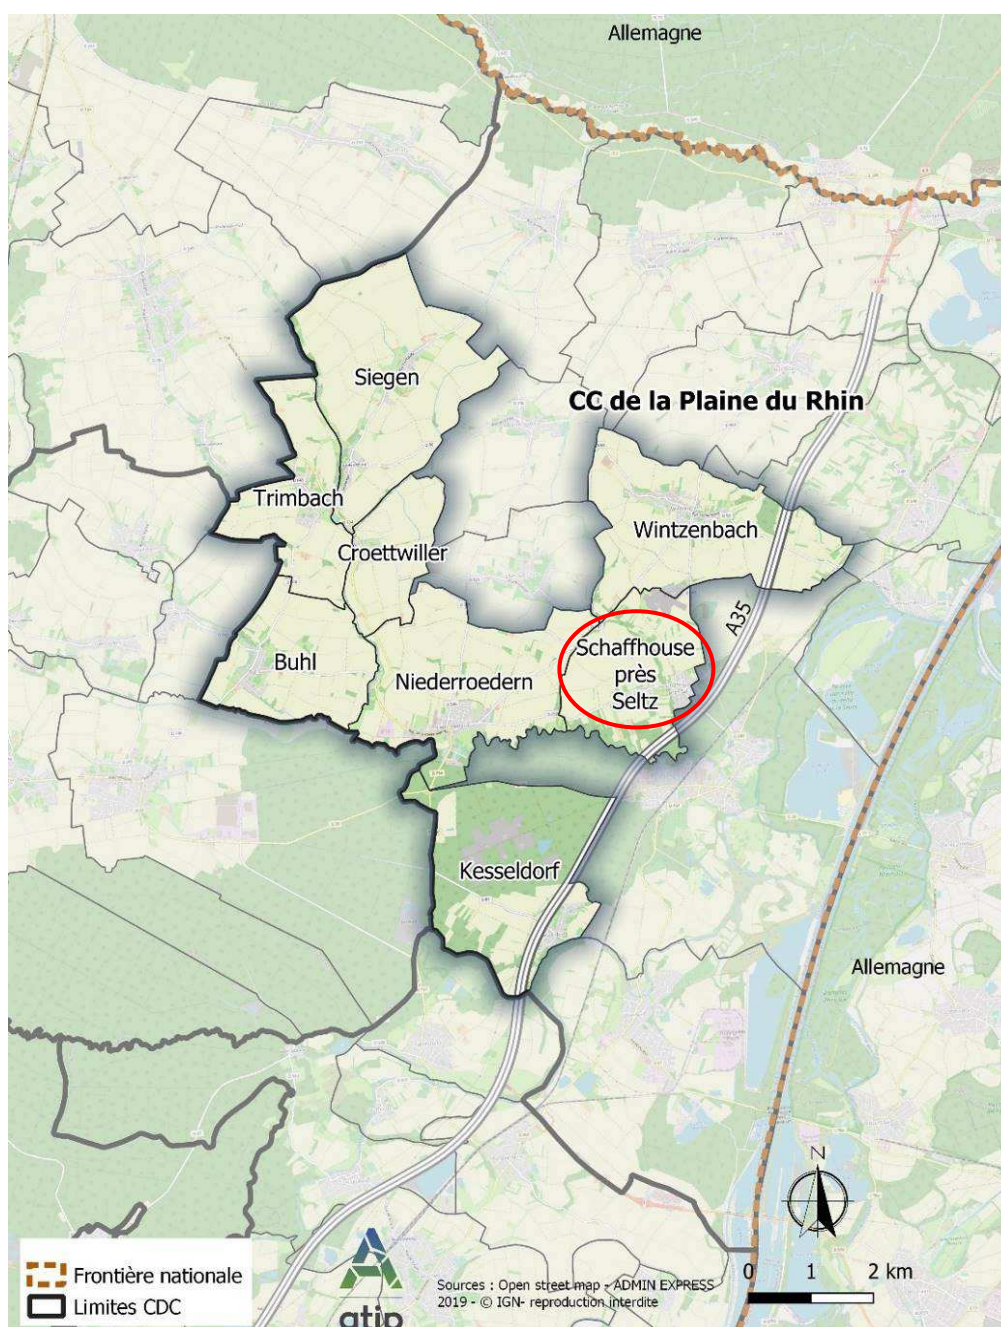 Allemagne
Siegen
CC de la Plaine du Rhin
Trimbach
Wintzenbach
Croettwiller
A35
Schaffhouse
près
Seltz
Buhl
Niederroedern
Kesseldorf
Allemagne
N
Frontière nationale
Limites CDC
atip
Sources : Open street map - ADMIN EXPRESS
2019 - © IGN- reproduction interdite
0 1 2 km